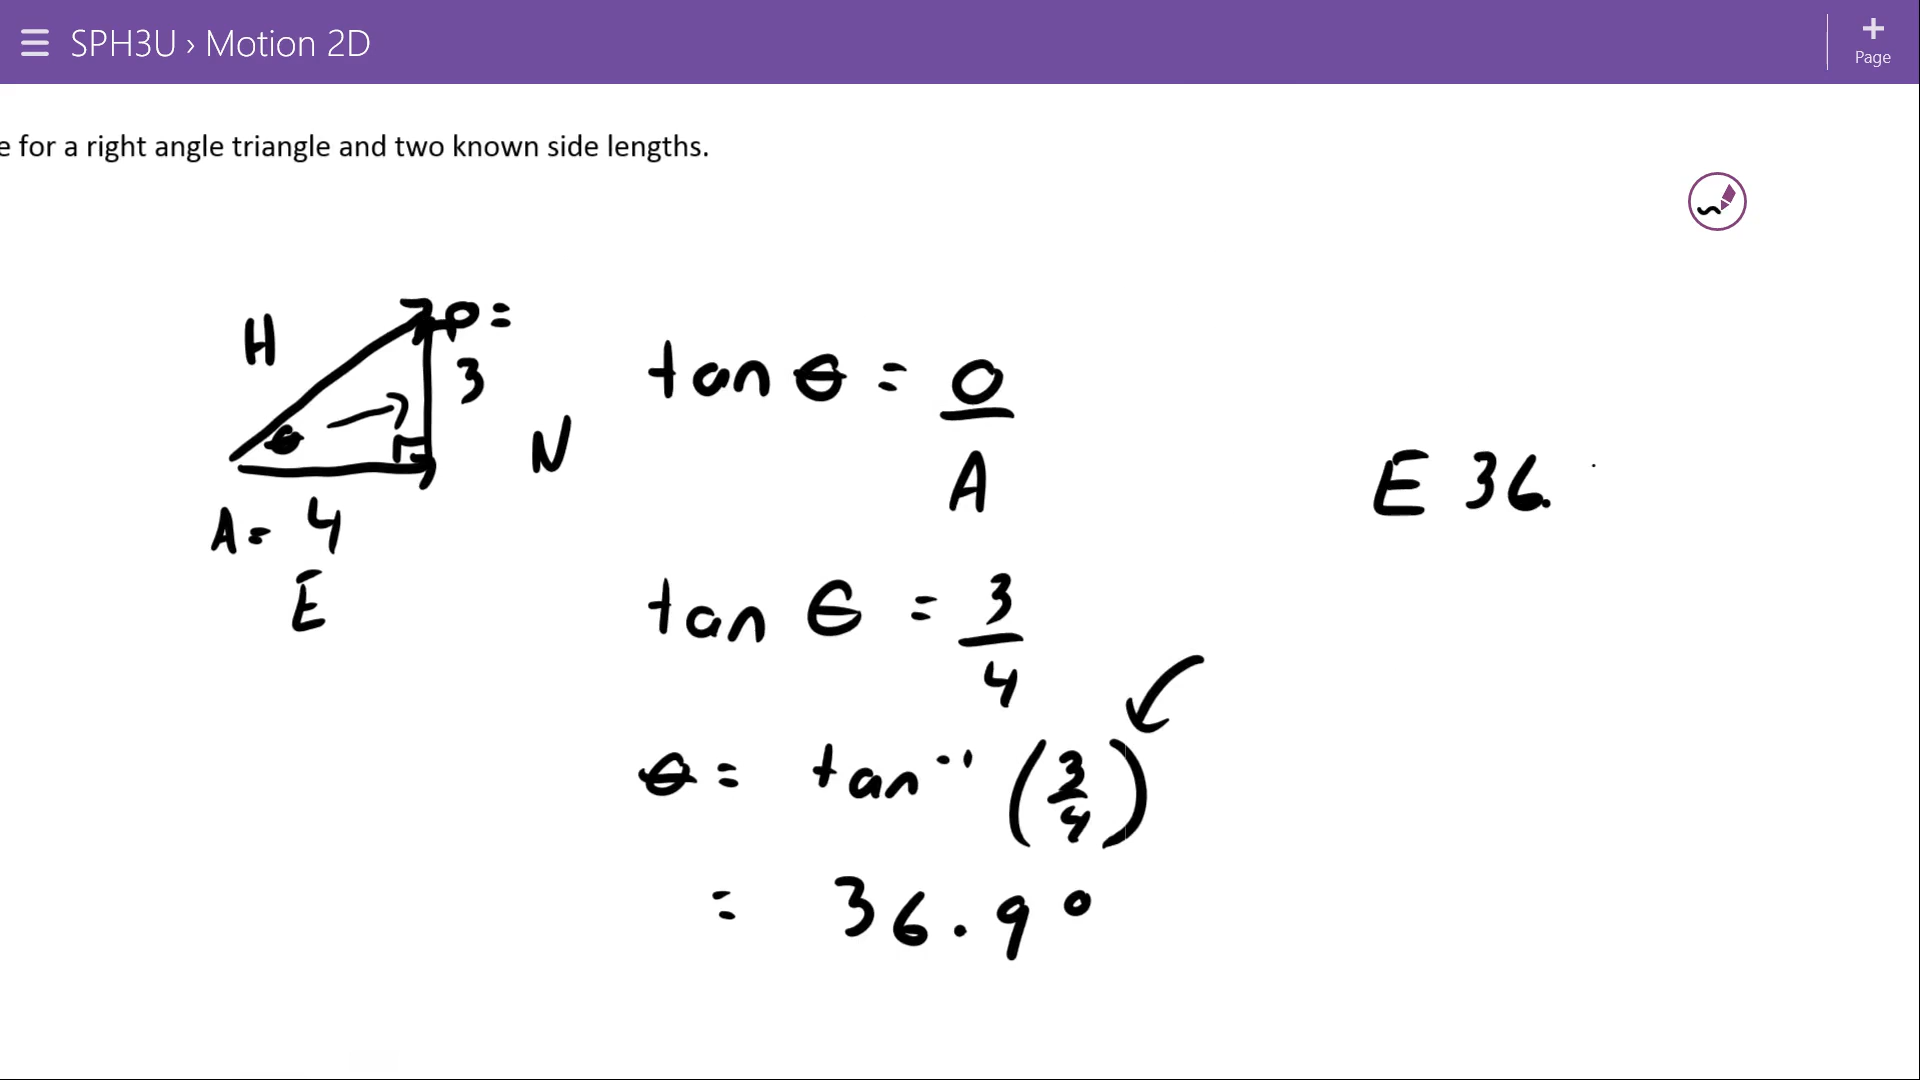 SPH3U › Motion 2D
Page
e for a right angle triangle and two known side lengths.
H
O =
3
N
A = 4
E
θ
tan θ = O
A
tan θ = 3
4
θ = tan⁻¹ (3
4)
= 36.9°
E 36.